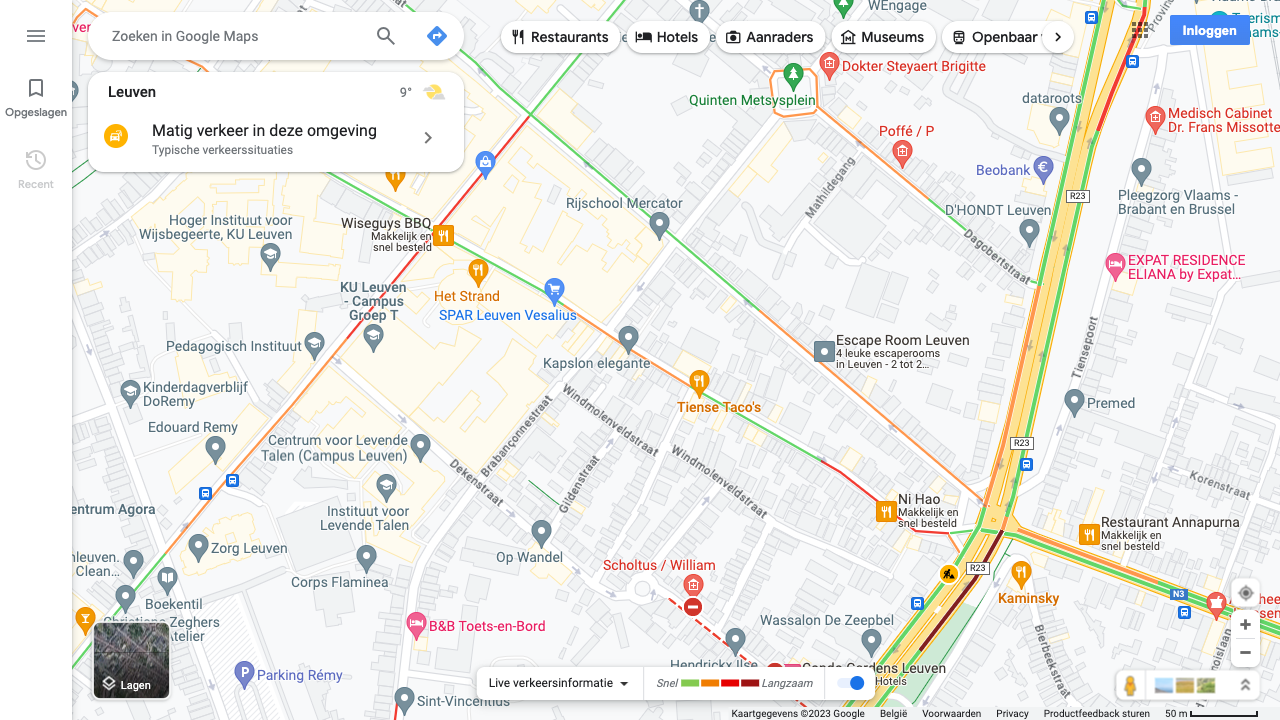 Zoeken in Google Maps
Restaurants
Hotels
Aanraders
Museums
Openbaar
Inloggen
Opgeslagen
Recent
Leuven
9°
Matig verkeer in deze omgeving
Typische verkeerssituaties
WEngage
Dokter Steyaert Brigitte
Quinten Metsysplein
dataroots
Medisch Cabinet
Dr. Frans Missotte
Poffé / P
Beobank
Mathildegang
R23
Pleegzorg Vlaams -
Brabant en Brussel
Rijschool Mercator
D'HONDT Leuven
Dagobertstraat
Hoger Instituut voor
Wijsbegeerte, KU Leuven
Wiseguys BBQ
Makkelijk en
snel besteld
EXPAT RESIDENCE
ELIANA by Expat...
KU Leuven
- Campus
Groep T
Het Strand
SPAR Leuven Vesalius
Pedagogisch Instituut
Kapslon elegante
Escape Room Leuven
4 leuke escaperooms
in Leuven - 2 tot 2...
Tiensepoort
Kinderdagverblijf
DoRemy
Tiense Taco's
Premed
Edouard Remy
Windmolenveldstraat
Brabançonnestraat
Centrum voor Levende
Talen (Campus Leuven)
Dekenstraat
Windmolenveldstraat
R23
Gildenstraat
Korenstraat
entrum Agora
Instituut voor
Levende Talen
Ni Hao
Makkelijk en
snel besteld
Restaurant Annapurna
Makkelijk en
snel besteld
Zorg Leuven
Op Wandel
Corps Flaminea
Scholtus / William
R23
Kaminsky
N3
Clean...
Boekentil
Christians Zeghers
Atelier
B&B Toets-en-Bord
Wassalon De Zeepbel
Bierbeekstraat
Hendrickx Ilse
Condo Gardens Leuven
Hotels
Parking Rémy
Sint-Vincentius
Lagen
Live verkeersinformatie
Snel
Langzaam
Kaartgegevens ©2023 Google
België
Voorwaarden
Privacy
Productfeedback sturen
50 m